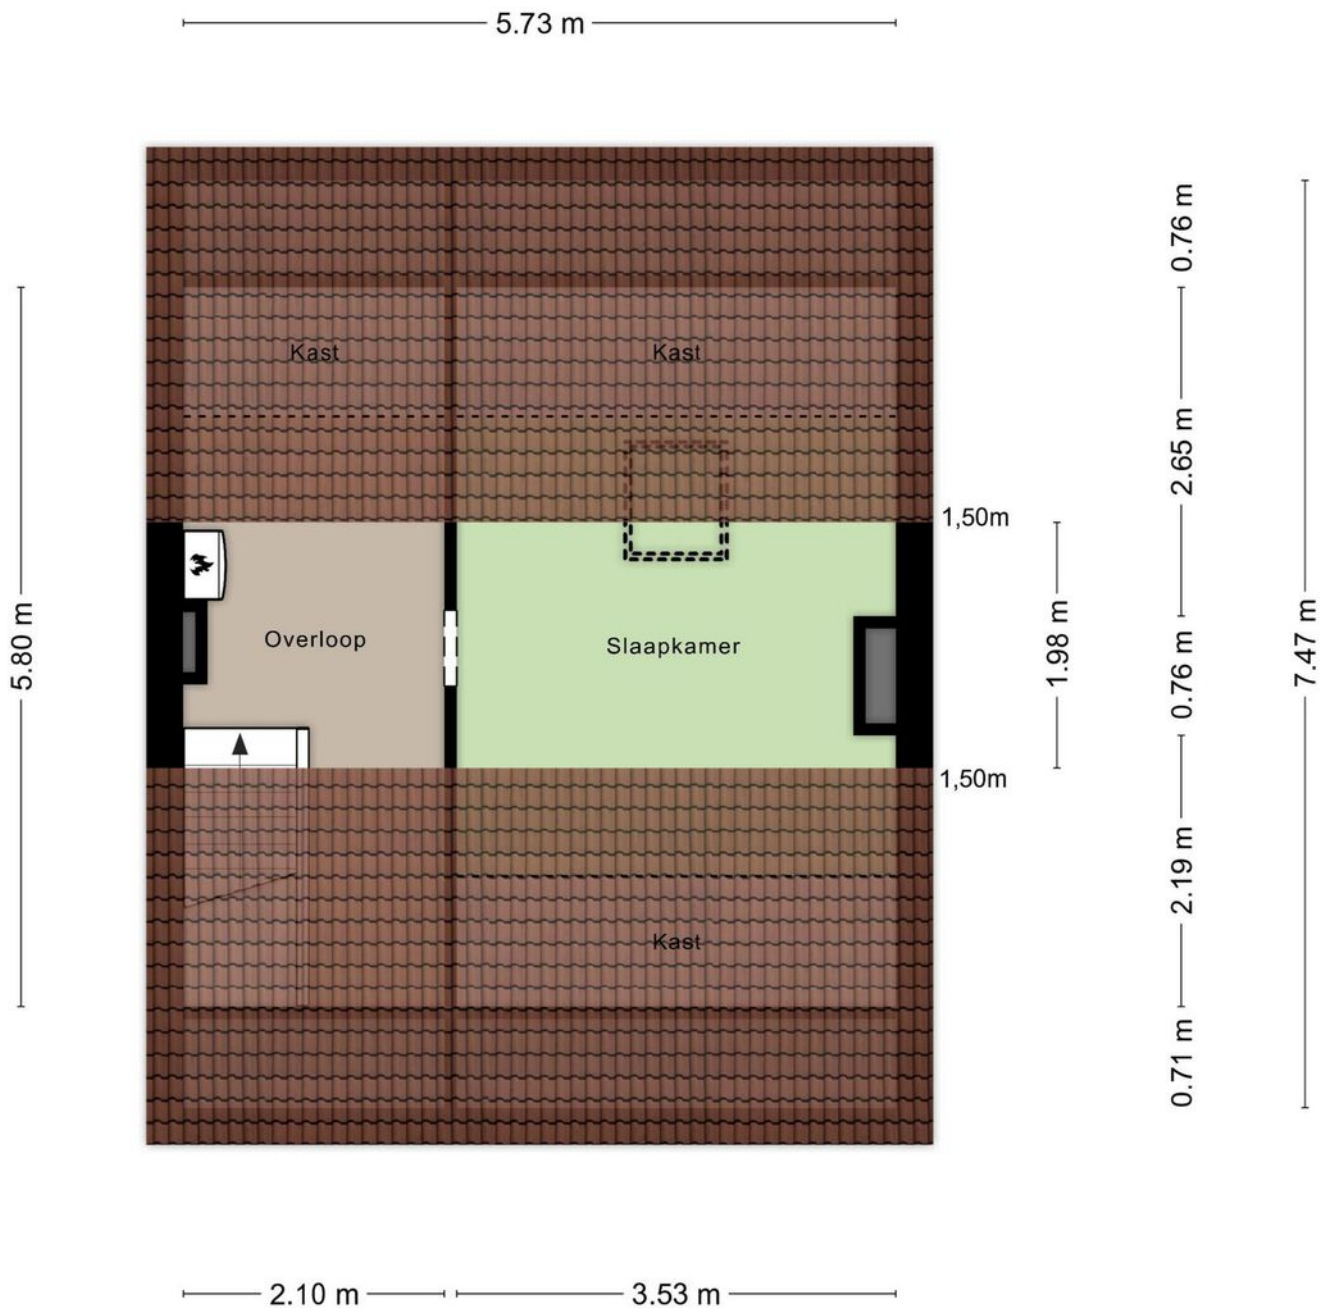 5.73 m
0.76 m
Kast
Kast
2.65 m
1,50m
5.80 m
Overloop
Slaapkamer
1.98 m
0.76 m
7.47 m
1,50m
2.19 m
Kast
0.71 m
2.10 m
3.53 m